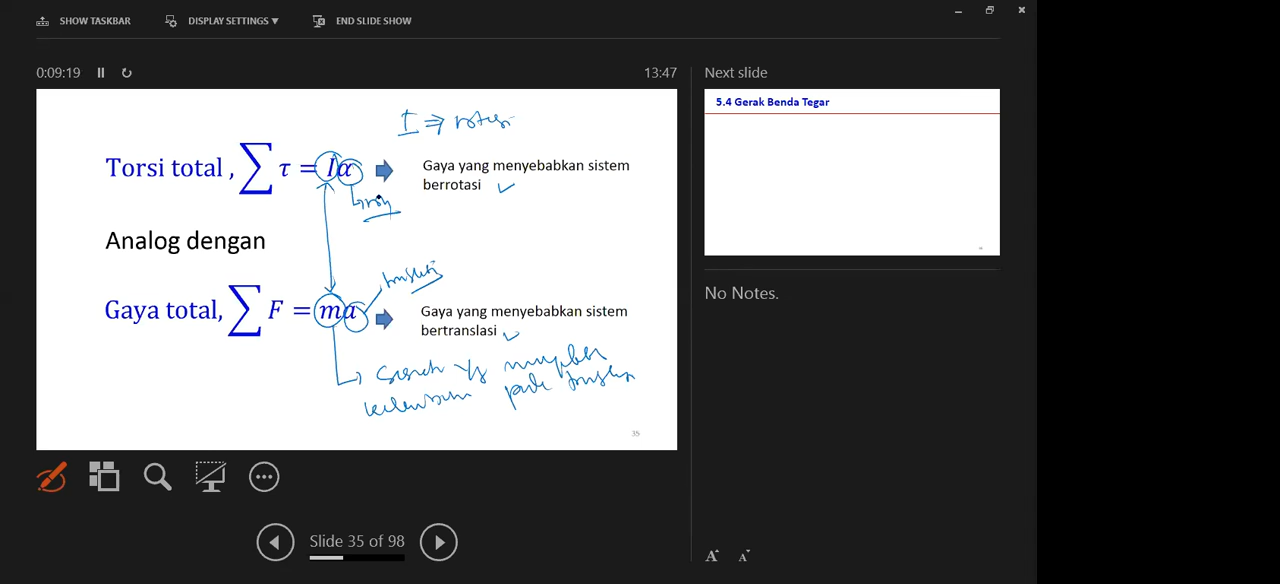 SHOW TASKBAR
DISPLAY SETTINGS ▼
END SLIDE SHOW
0:09:19
13:47
Next slide
I ⇒ rotasi
Torsi total , ∑ τ = Iα
Gaya yang menyebabkan sistem
berrotasi
Analog dengan
translasi
Gaya total, ∑ F = ma
Gaya yang menyebabkan sistem
bertranslasi
pada
35
5.4 Gerak Benda Tegar
No Notes.
Slide 35 of 98
A A